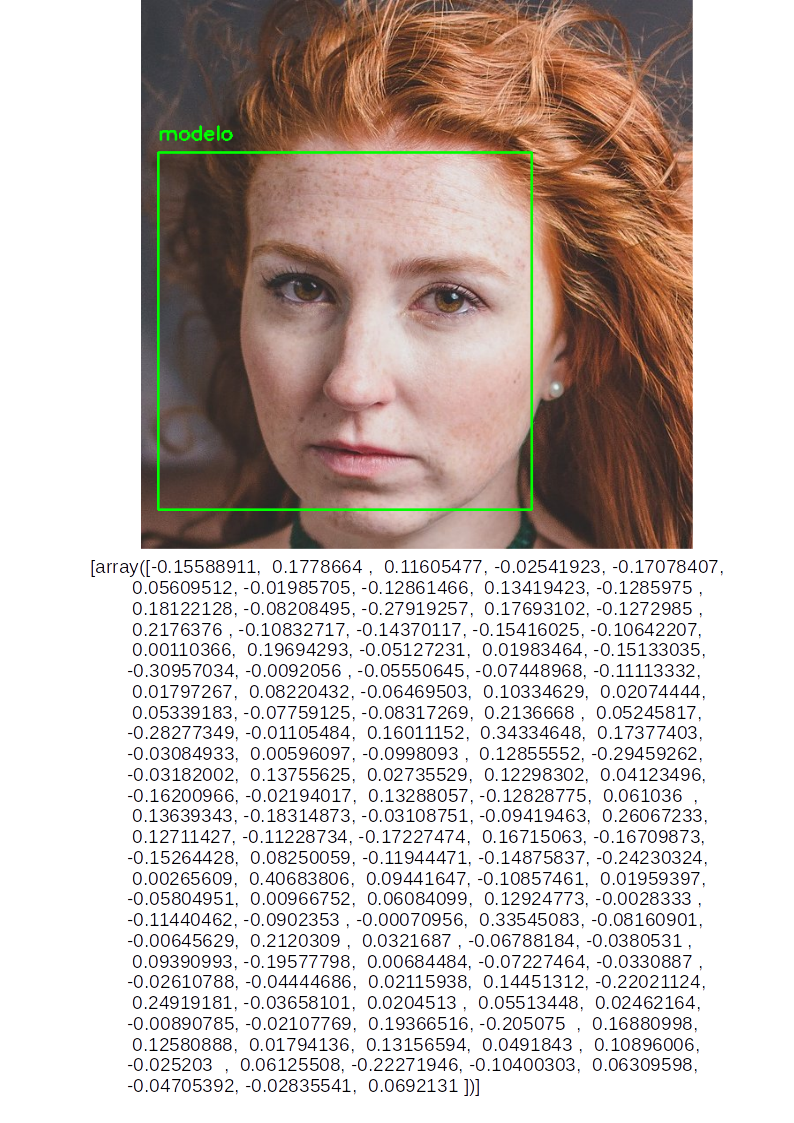 modelo
[array([-0.15588911,  0.1778664 ,  0.11605477, -0.02541923, -0.17078407,
0.05609512, -0.01985705, -0.12861466,  0.13419423, -0.1285975 ,
0.18122128, -0.08208495, -0.27919257,  0.17693102, -0.1272985 ,
0.2176376 , -0.10832717, -0.14370117, -0.15416025, -0.10642207,
0.00110366,  0.19694293, -0.05127231,  0.01983464, -0.15133035,
-0.30957034, -0.0092056 , -0.05550645, -0.07448968, -0.11113332,
0.01797267,  0.08220432, -0.06469503,  0.10334629,  0.02074444,
0.05339183, -0.07759125, -0.08317269,  0.2136668 ,  0.05245817,
-0.28277349, -0.01105484,  0.16011152,  0.34334648,  0.17377403,
-0.03084933,  0.00596097, -0.0998093 ,  0.12855552, -0.29459262,
-0.03182002,  0.13755625,  0.02735529,  0.12298302,  0.04123496,
-0.16200966, -0.02194017,  0.13288057, -0.12828775,  0.061036  ,
0.13639343, -0.18314873, -0.03108751, -0.09419463,  0.26067233,
0.12711427, -0.11228734, -0.17227474,  0.16715063, -0.16709873,
-0.15264428,  0.08250059, -0.11944471, -0.14875837, -0.24230324,
0.00265609,  0.40683806,  0.09441647, -0.10857461,  0.01959397,
-0.05804951,  0.00966752,  0.06084099,  0.12924773, -0.0028333 ,
-0.11440462, -0.0902353 , -0.00070956,  0.33545083, -0.08160901,
-0.00645629,  0.2120309 ,  0.0321687 , -0.06788184, -0.0380531 ,
0.09390993, -0.19577798,  0.00684484, -0.07227464, -0.0330887 ,
-0.02610788, -0.04444686,  0.02115938,  0.14451312, -0.22021124,
0.24919181, -0.03658101,  0.0204513 ,  0.05513448,  0.02462164,
-0.00890785, -0.02107769,  0.19366516, -0.205075  ,  0.16880998,
0.12580888,  0.01794136,  0.13156594,  0.0491843 ,  0.10896006,
-0.025203  ,  0.06125508, -0.22271946, -0.10400303,  0.06309598,
-0.04705392, -0.02835541,  0.0692131 ])]